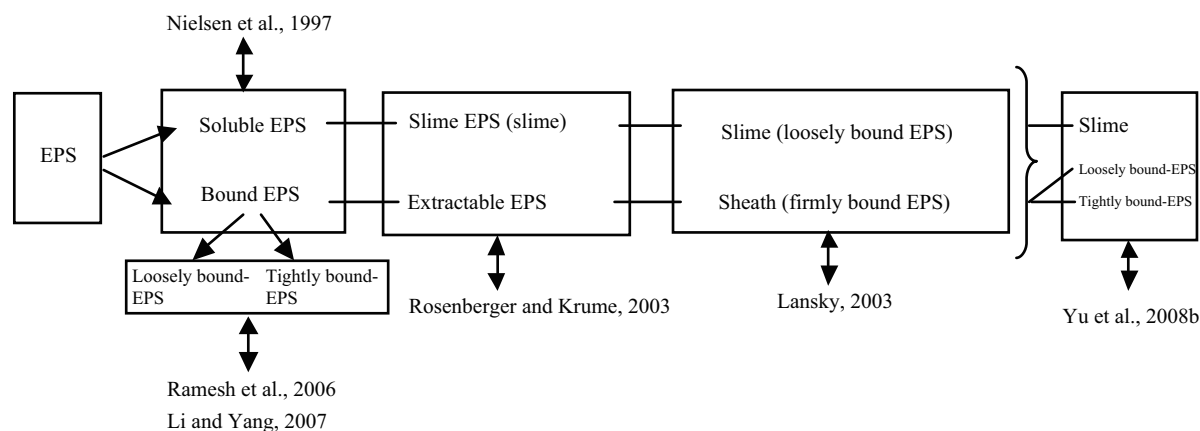 Nielsen et al., 1997
EPS
Soluble EPS
Bound EPS
Loosely bound-
EPS
Tightly bound-
EPS
Ramesh et al., 2006
Li and Yang, 2007
Slime EPS (slime)
Extractable EPS
Rosenberger and Krume, 2003
Slime (loosely bound EPS)
Sheath (firmly bound EPS)
Lansky, 2003
Slime
Loosely bound-EPS
Tightly bound-EPS
Yu et al., 2008b